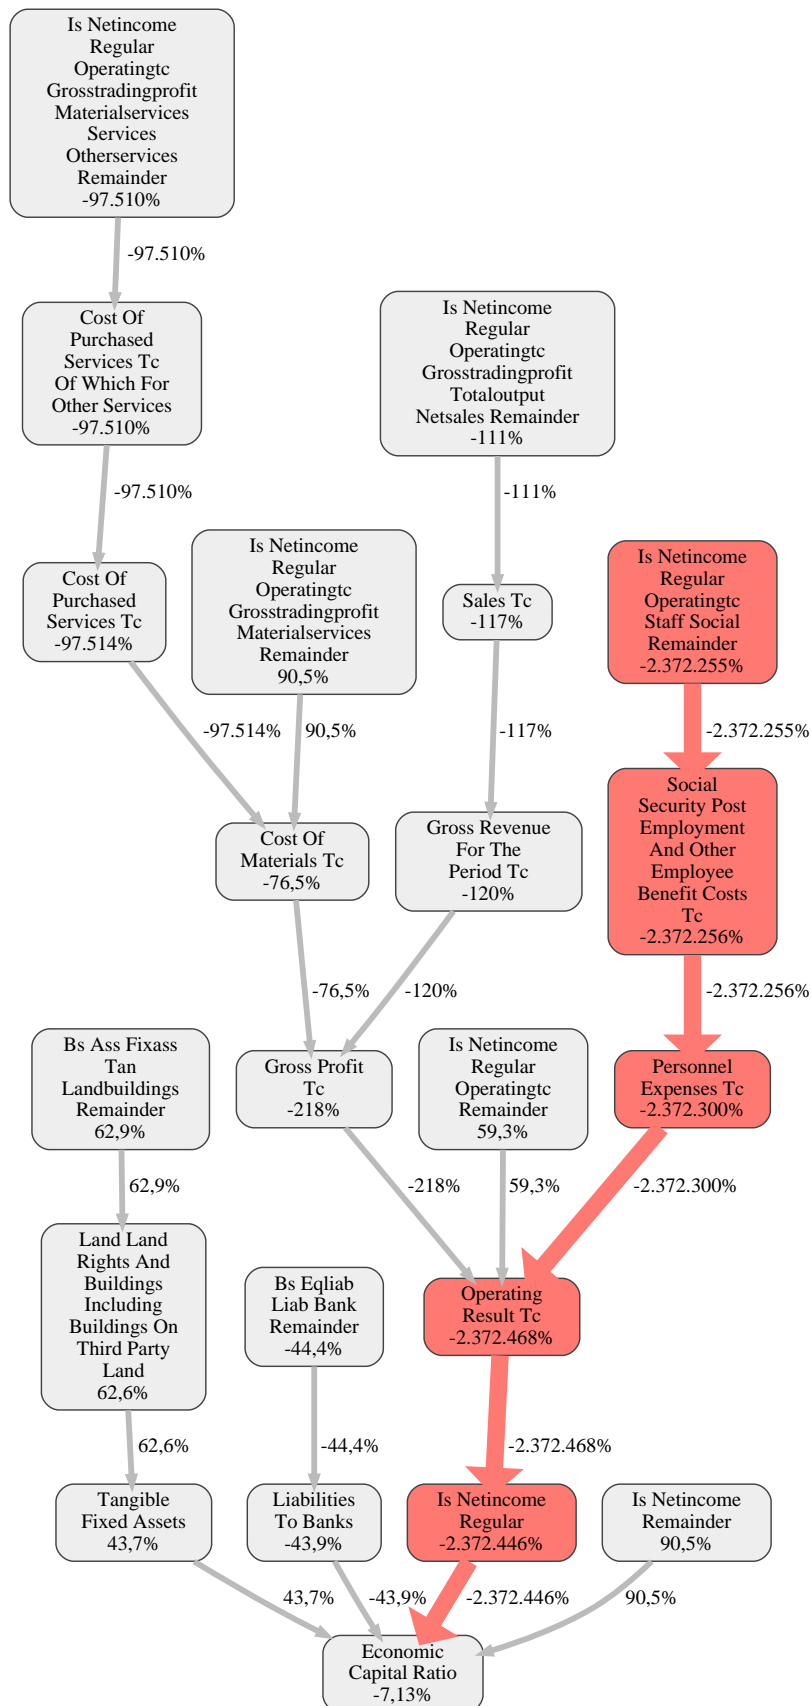 Is Netincome
Regular
Operatingtc
Grosstradingprofit
Materialservices
Services
Otherservices
Remainder
-97.510%
-97.510%
Cost Of
Purchased
Services Tc
Of Which For
Other Services
-97.510%
Is Netincome
Regular
Operatingtc
Grosstradingprofit
Totaloutput
Netsales Remainder
-111%
-97.510%
-111%
Cost Of
Purchased
Services Tc
-97.514%
Is Netincome
Regular
Operatingtc
Grosstradingprofit
Materialservices
Remainder
90,5%
Sales Tc
-117%
Is Netincome
Regular
Operatingtc
Staff Social
Remainder
-2.372.255%
-97.514%
90,5%
-117%
-2.372.255%
Cost Of
Materials Tc
-76,5%
Gross Revenue
For The
Period Tc
-120%
Social
Security Post
Employment
And Other
Employee
Benefit Costs
Tc
-2.372.256%
-76,5%
-120%
-2.372.256%
Bs Ass Fixass
Tan
Landbuildings
Remainder
62,9%
Gross Profit
Tc
-218%
Is Netincome
Regular
Operatingtc
Remainder
59,3%
Personnel
Expenses Tc
-2.372.300%
62,9%
-218%
59,3%
-2.372.300%
Land Land
Rights And
Buildings
Including
Buildings On
Third Party
Land
62,6%
Bs Eqliab
Liab Bank
Remainder
-44,4%
Operating
Result Tc
-2.372.468%
62,6%
-44,4%
-2.372.468%
Tangible
Fixed Assets
43,7%
Liabilities
To Banks
-43,9%
Is Netincome
Regular
-2.372.446%
Is Netincome
Remainder
90,5%
43,7%
-43,9%
-2.372.446%
90,5%
Economic
Capital Ratio
-7,13%